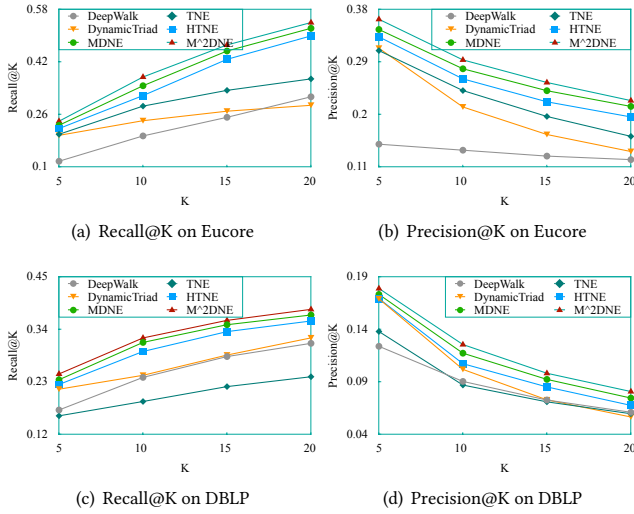 0.58
0.42
0.26
0.1
Recall@K
DeepWalk
DynamicTriad
MDNE
TNE
HTNE
M^2DNE
5
10
15
20
K
(a) Recall@K on Eucore
0.38
0.29
0.2
0.11
Precision@K
DeepWalk
DynamicTriad
MDNE
TNE
HTNE
M^2DNE
5
10
15
20
K
(b) Precision@K on Eucore
0.45
0.34
0.23
0.12
Recall@K
DeepWalk
DynamicTriad
MDNE
TNE
HTNE
M^2DNE
5
10
15
20
K
(c) Recall@K on DBLP
0.19
0.14
0.09
0.04
Precision@K
DeepWalk
DynamicTriad
MDNE
TNE
HTNE
M^2DNE
5
10
15
20
K
(d) Precision@K on DBLP